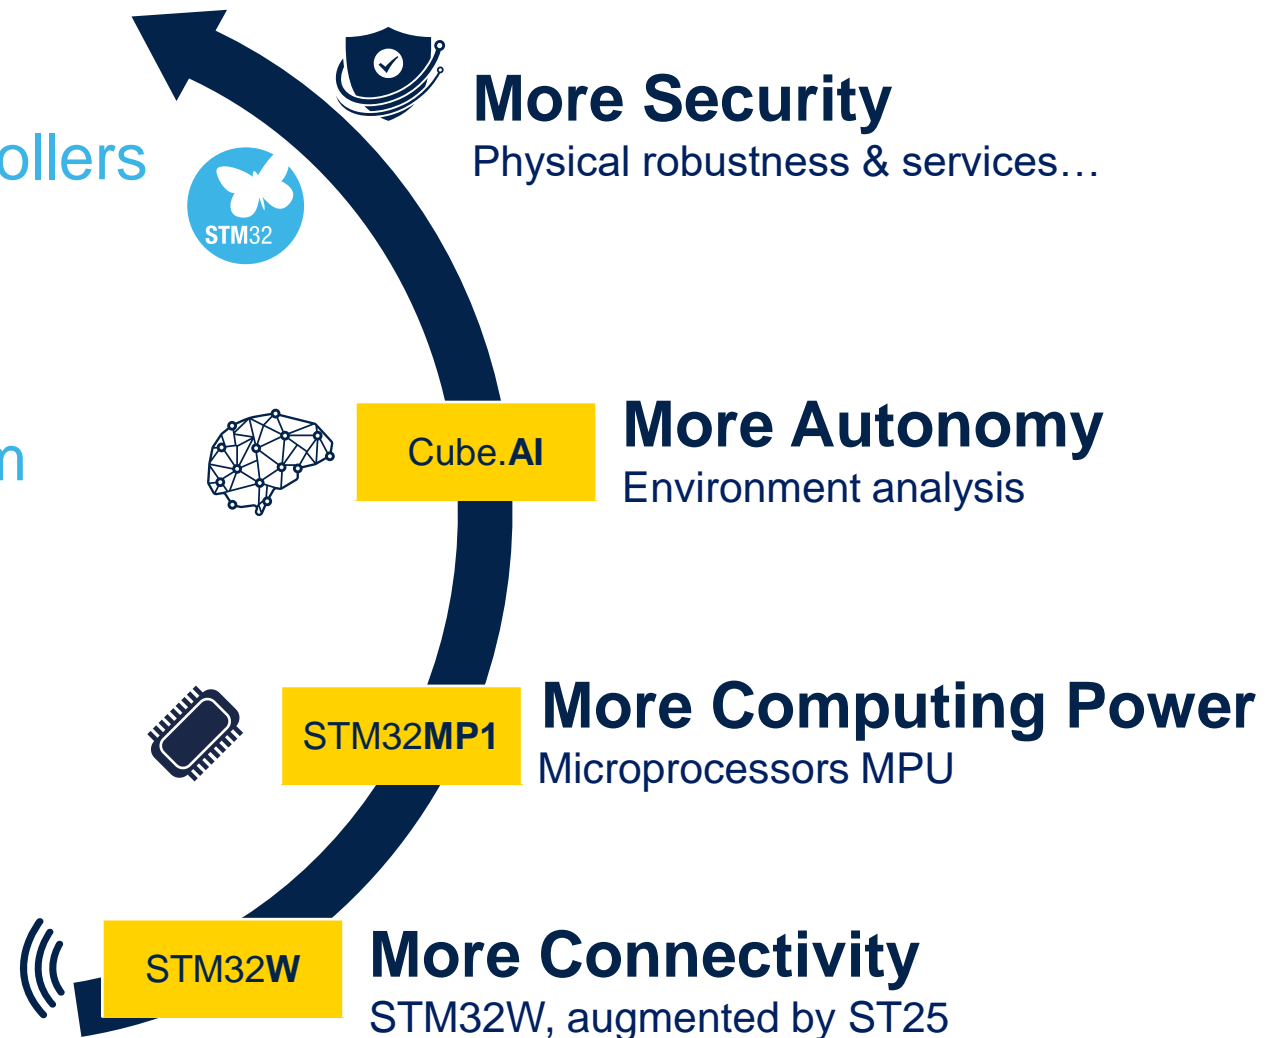 More Security
Physical robustness & services…
ollers
STM32
More Autonomy
Cube.AI
Environment analysis
m
More Computing Power
STM32MP1
Microprocessors MPU
More Connectivity
STM32W
STM32W, augmented by ST25